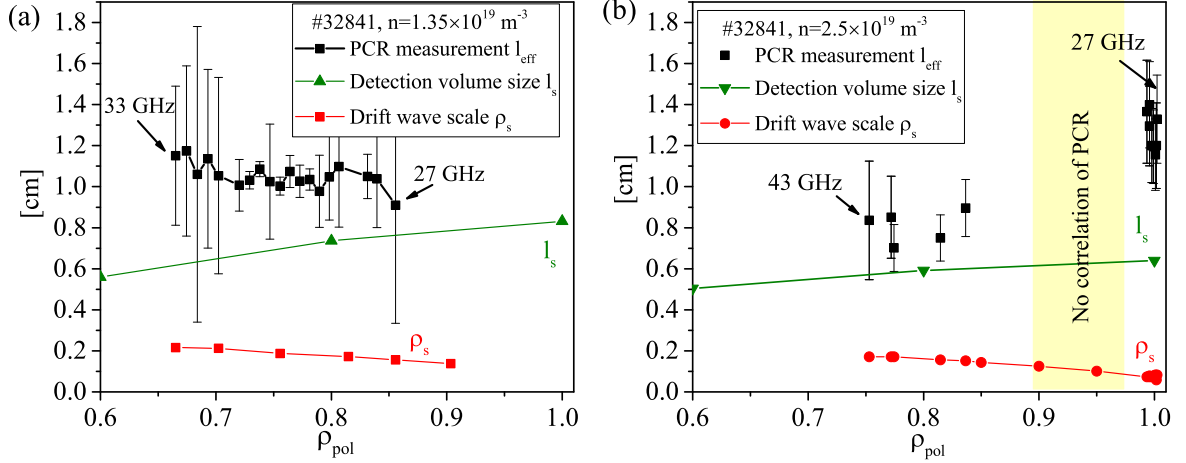 (a)
#32841, n=1.35×10¹⁹ m⁻³
PCR measurement l_eff
Detection volume size l_s
Drift wave scale ρ_s
33 GHz
27 GHz
l_s
ρ_s
[cm]
1.8
1.6
1.4
1.2
1.0
0.8
0.6
0.4
0.2
0.0
0.6
0.7
0.8
0.9
1.0
ρ_pol
(b)
#32841, n=2.5×10¹⁹ m⁻³
PCR measurement l_eff
Detection volume size l_s
Drift wave scale ρ_s
27 GHz
43 GHz
No correlation of PCR
l_s
ρ_s
[cm]
1.8
1.6
1.4
1.2
1.0
0.8
0.6
0.4
0.2
0.0
0.6
0.7
0.8
0.9
1.0
ρ_pol